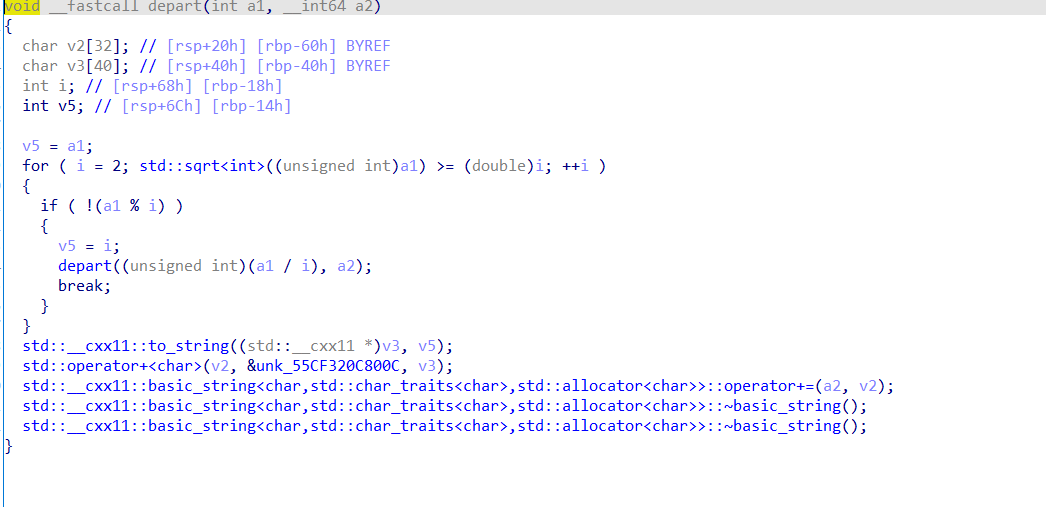 void __fastcall depart(int a1, __int64 a2)
{
char v2[32]; // [rsp+20h] [rbp-60h] BYREF
char v3[40]; // [rsp+40h] [rbp-40h] BYREF
int i; // [rsp+68h] [rbp-18h]
int v5; // [rsp+6Ch] [rbp-14h]
v5 = a1;
for ( i = 2; std::sqrt<int>((unsigned int)a1) >= (double)i; ++i )
{
if ( !(a1 % i) )
{
v5 = i;
depart((unsigned int)(a1 / i), a2);
break;
}
}
std::__cxx11::to_string((std::__cxx11 *)v3, v5);
std::operator+<char>(v2, &unk_55CF320C800C, v3);
std::__cxx11::basic_string<char,std::char_traits<char>,std::allocator<char>>::operator+=(a2, v2);
std::__cxx11::basic_string<char,std::char_traits<char>,std::allocator<char>>::~basic_string();
std::__cxx11::basic_string<char,std::char_traits<char>,std::allocator<char>>::~basic_string();
}